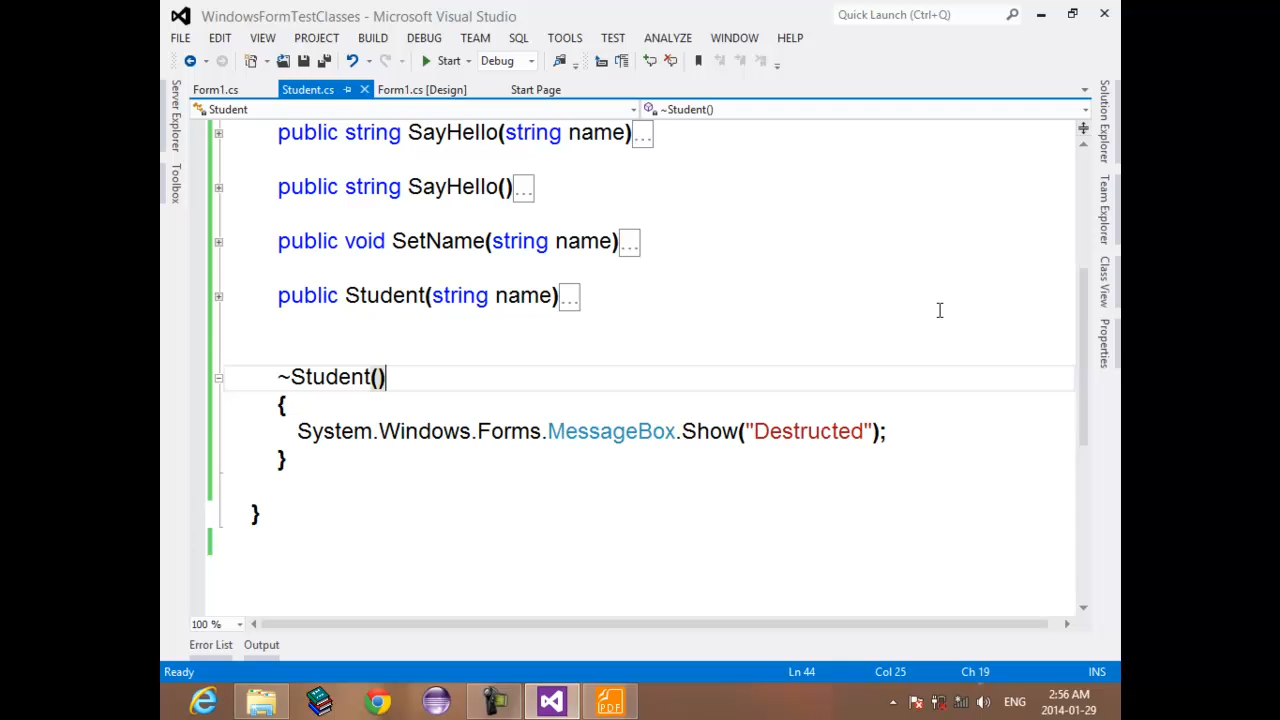 WindowsFormTestClasses - Microsoft Visual Studio
Quick Launch (Ctrl+Q)
FILE EDIT VIEW PROJECT BUILD DEBUG TEAM SQL TOOLS TEST ANALYZE WINDOW HELP
Start Debug
Form1.cs Student.cs Form1.cs [Design] Start Page
Student ~Student()
public string SayHello(string name)...
public string SayHello()...
public void SetName(string name)...
public Student(string name)...
~Student()
{
System.Windows.Forms.MessageBox.Show("Destructed");
}
}
Server Explorer
Toolbox
Solution Explorer
Team Explorer
Class View
Properties
100 %
Error List Output
Ready Ln 44 Col 25 Ch 19 INS
PDF
ENG
2:56 AM
2014-01-29